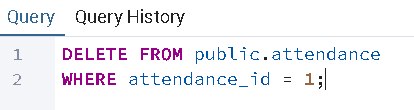 Query Query History
1 DELETE FROM public.attendance
2 WHERE attendance_id = 1;